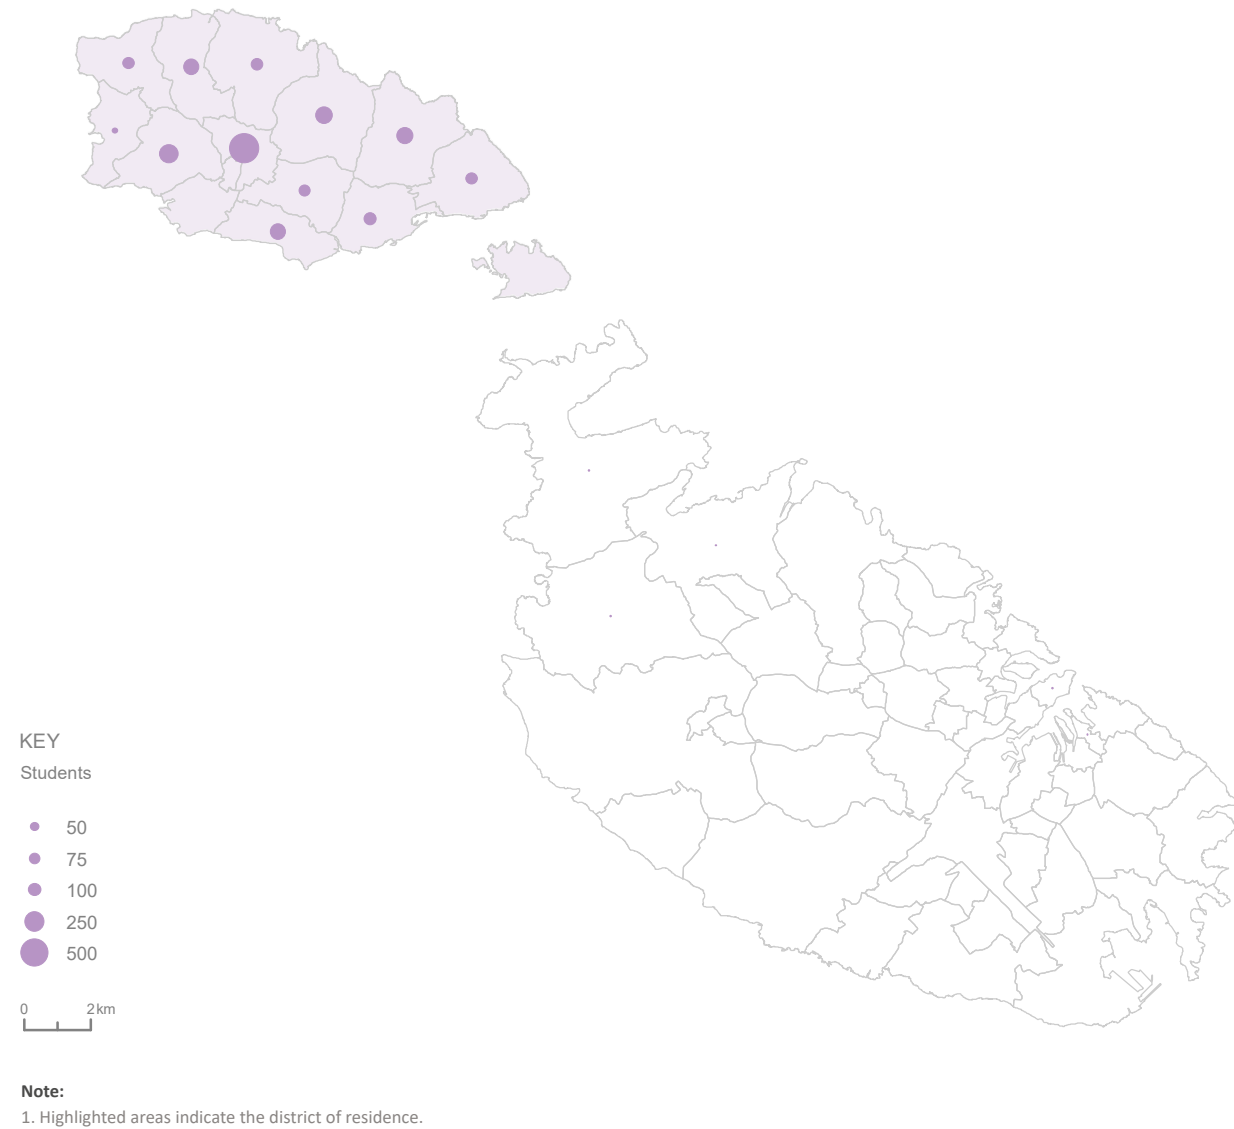 KEY
Students
50
75
100
250
500
0 2km
Note:
1. Highlighted areas indicate the district of residence.